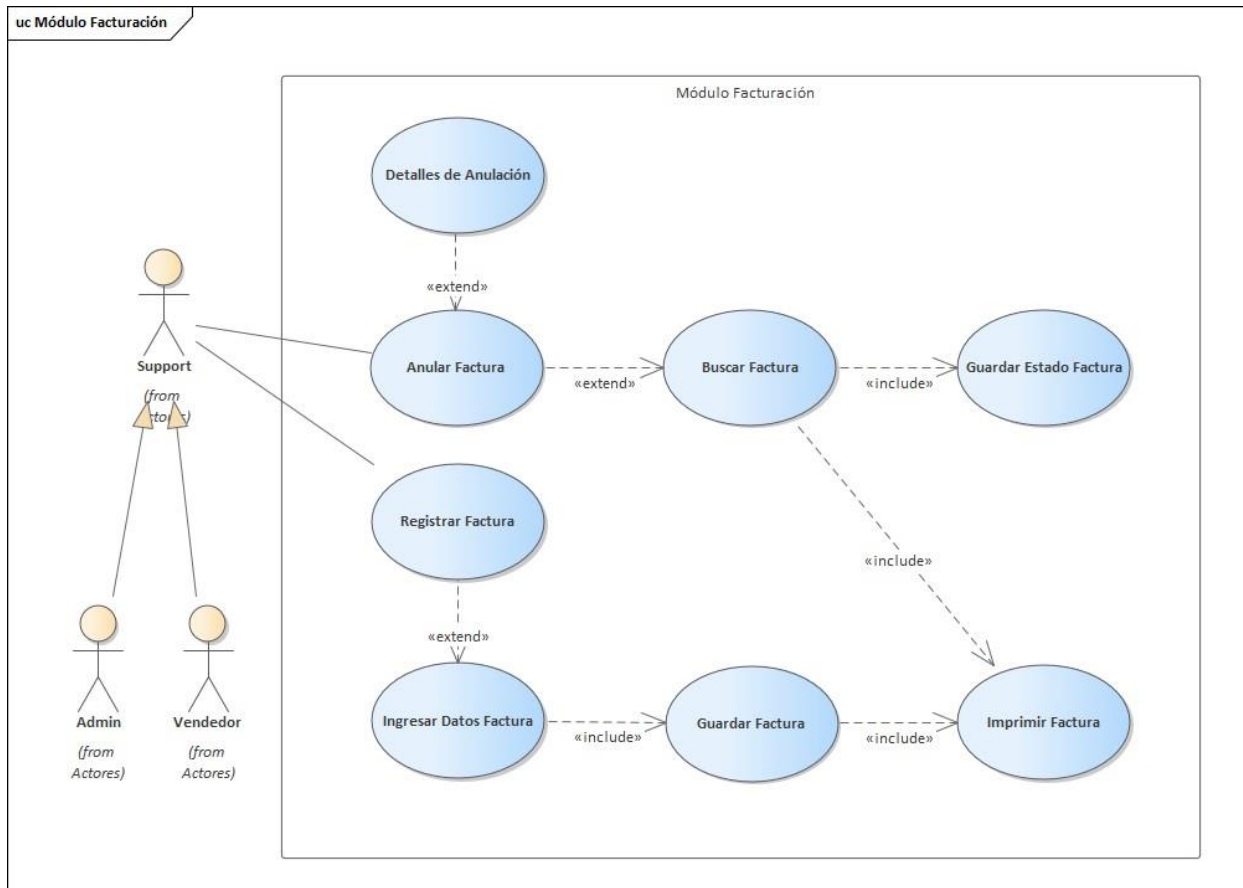 uc Módulo Facturación
Módulo Facturación
Detalles de Anulación
«extend»
Support
(from
Anular Factura
«extend»
Buscar Factura
«include»
Guardar Estado Factura
Registrar Factura
«include»
«extend»
Admin
(from
Actores)
Vendedor
(from
Actores)
Ingresar Datos Factura
«include»
Guardar Factura
«include»
Imprimir Factura